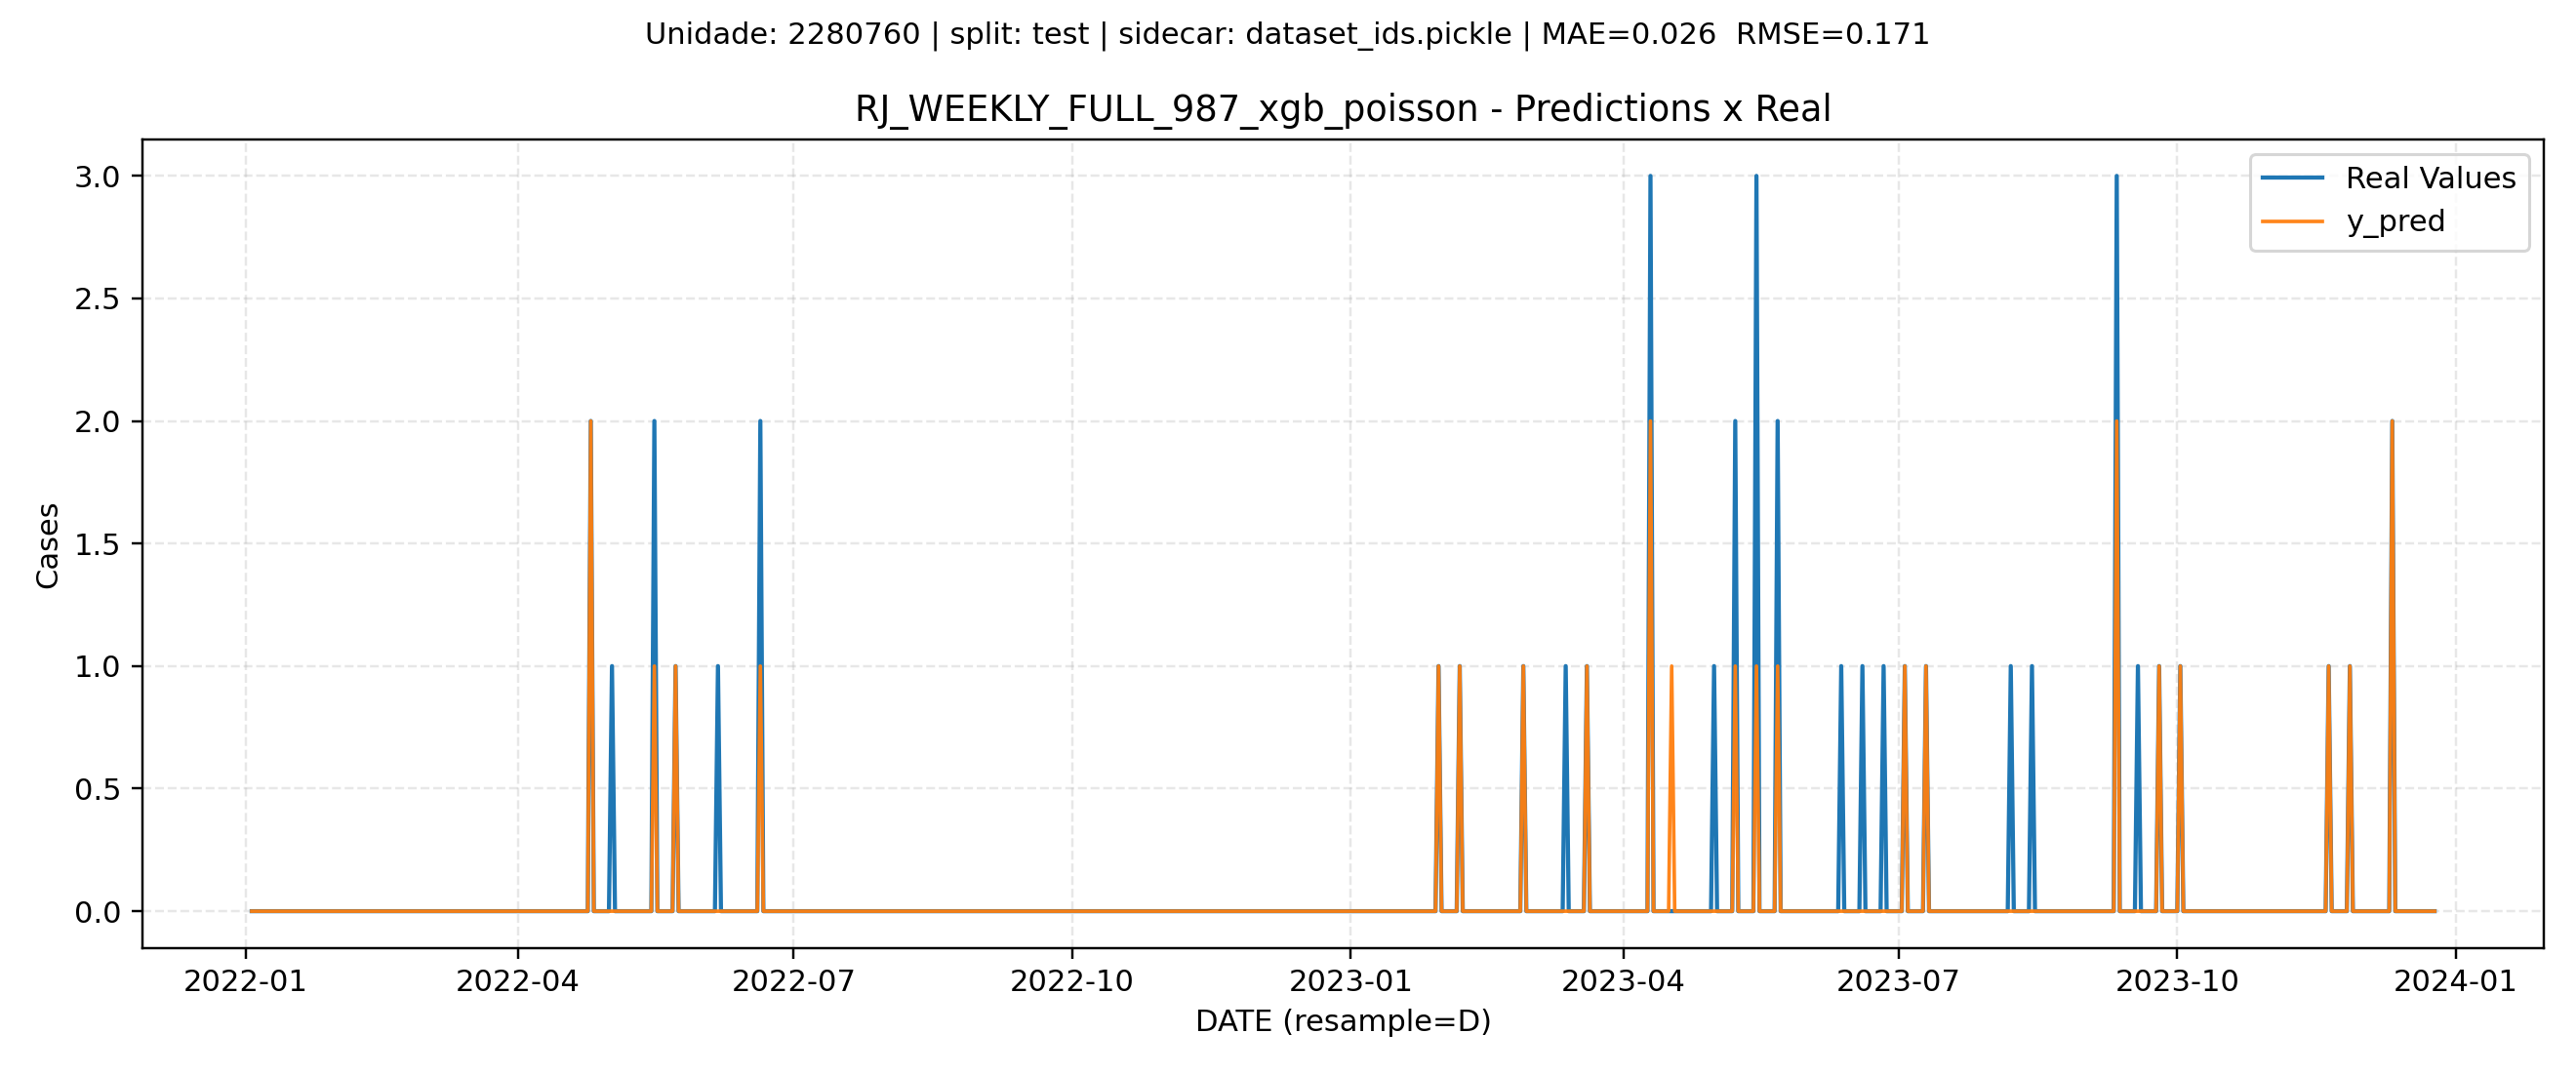 Unidade: 2280760 | split: test | sidecar: dataset_ids.pickle | MAE=0.026  RMSE=0.171
RJ_WEEKLY_FULL_987_xgb_poisson - Predictions x Real
Real Values
y_pred
Cases
3.0
2.5
2.0
1.5
1.0
0.5
0.0
2022-01 2022-04 2022-07 2022-10 2023-01 2023-04 2023-07 2023-10 2024-01
DATE (resample=D)